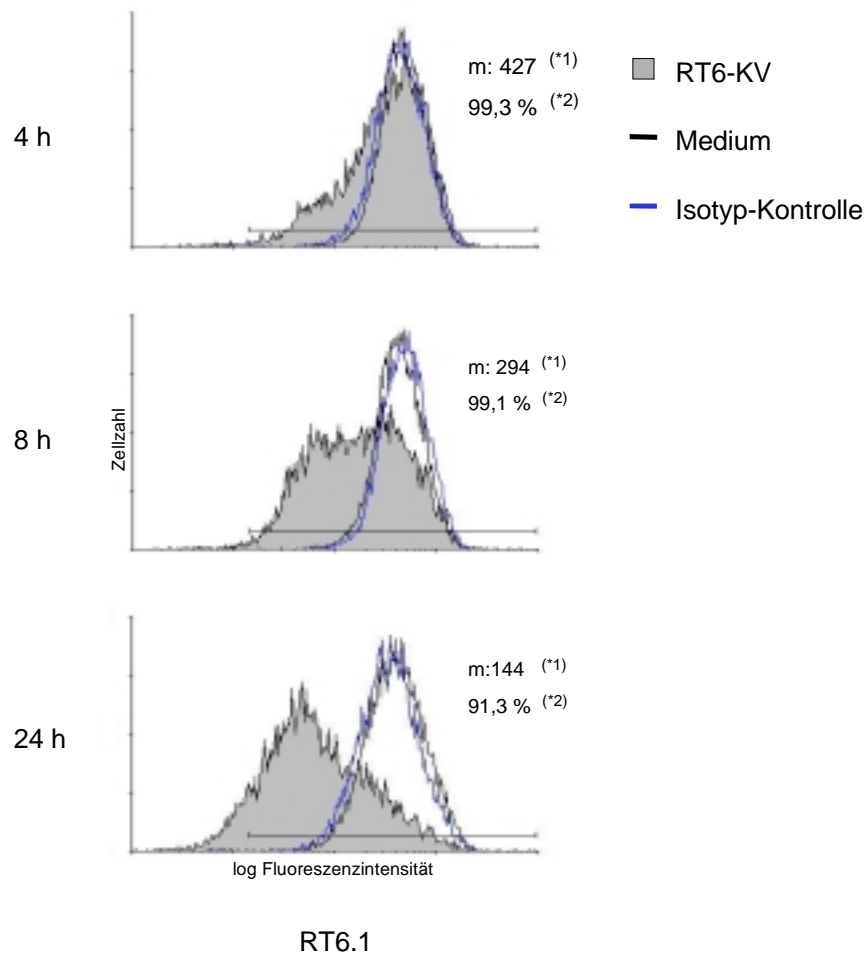 m: 427 (*1)
99,3 % (*2)
4 h
RT6-KV
Medium
Isotyp-Kontrolle
m: 294 (*1)
99,1 % (*2)
8 h
Zellzahl
m:144 (*1)
91,3 % (*2)
24 h
log Fluoreszenzintensität
RT6.1